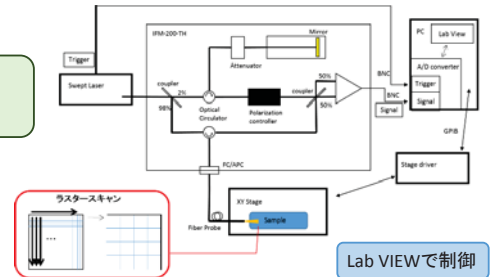 IFM-200-TH
Mirror
PC
Lab View
Trigger
Attenuator
BNC
A/D converter
Swept Laser
coupler
2%
50%
coupler
Trigger
98%
Optical
Circulator
Polarization
controller
50%
BNC
Signal
Signal
GPIB
FC/APC
Stage driver
ラスタースキャン
XY Stage
...
Sample
Fiber Probe
Lab VIEWで制御